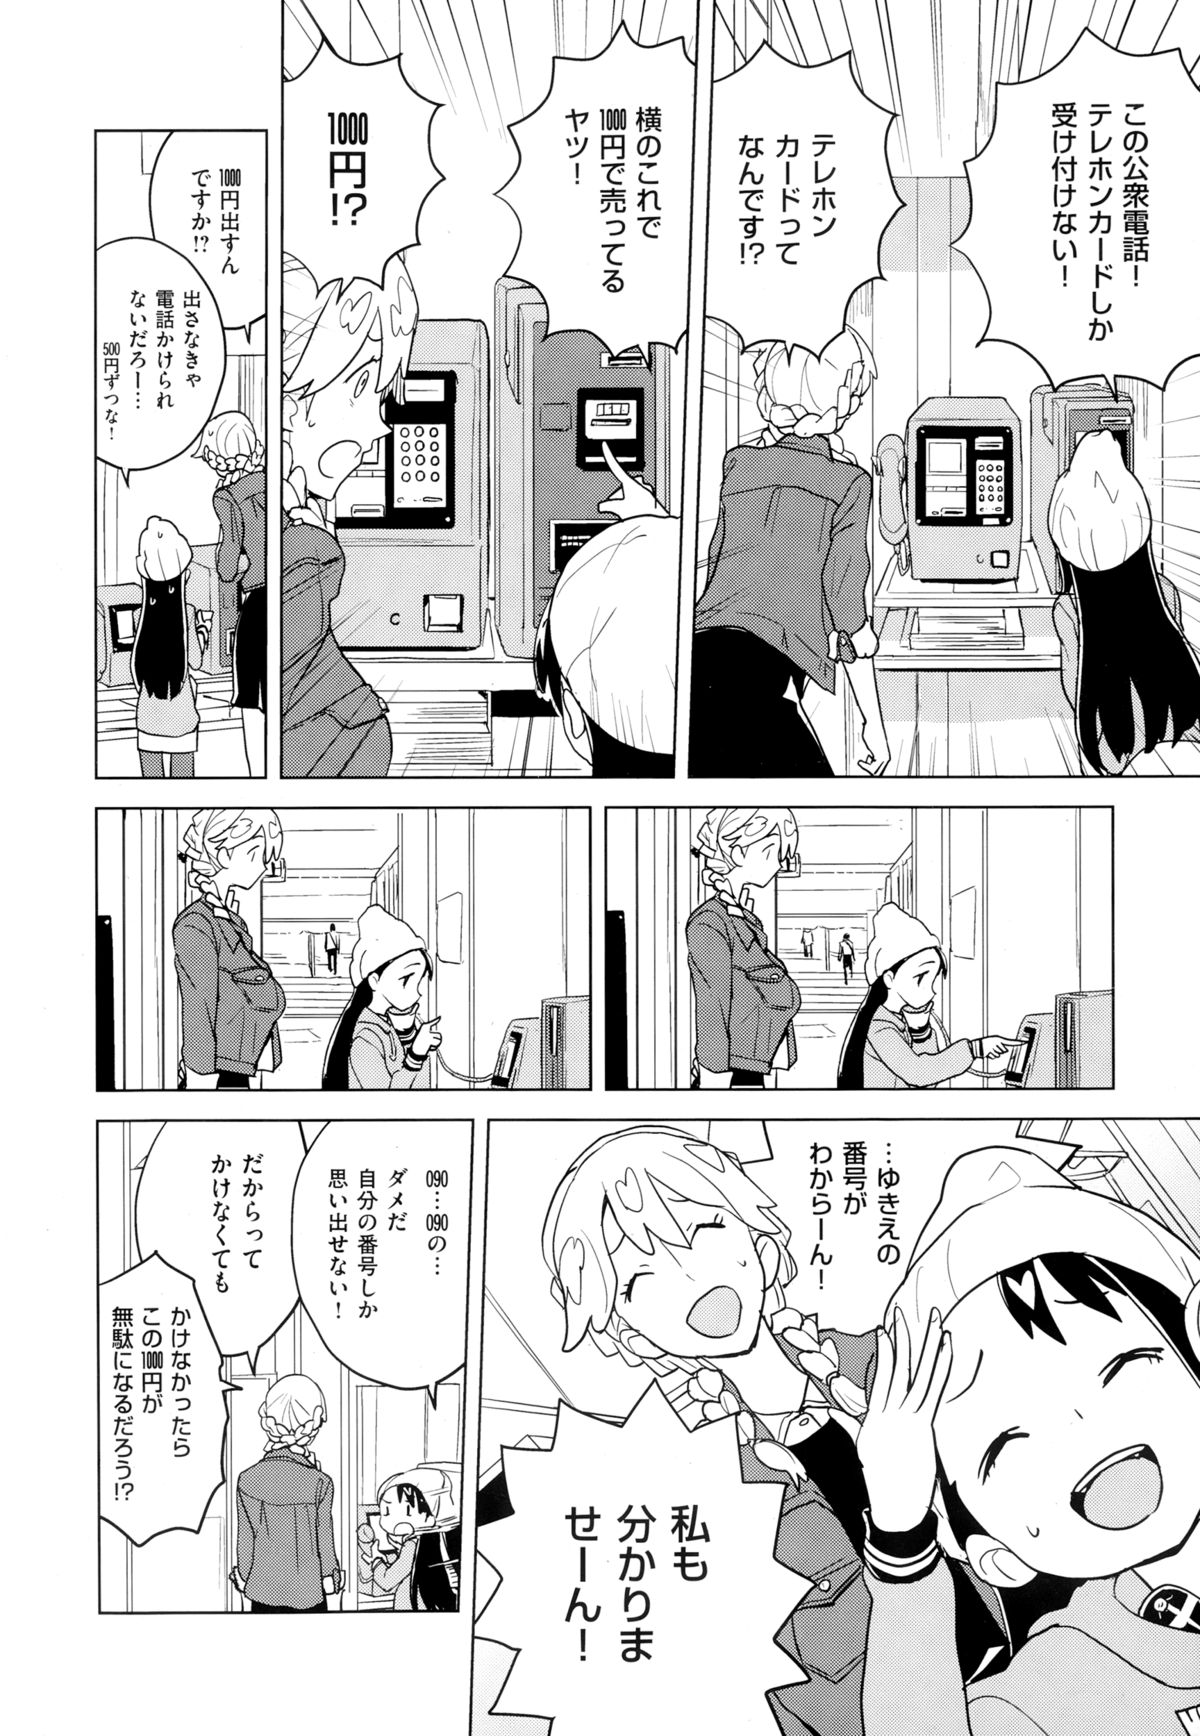 この公衆電話!
テレホンカードしか
受け付けない!
テレホン
カードって
なんです!?
横のこれで
1000円で売ってる
ヤツ!
1000円!?
1000円出すん
ですか!?
出さなきゃ
電話かけられ
ないだろー…
500円ずつな!
…ゆきえの
番号が
わからーん!
私も
分かりま
せーん!
090…090の…
ダメだ
自分の番号しか
思い出せない!
だからって
かけなくても
かけなかったら
この1000円が
無駄になるだろう!?